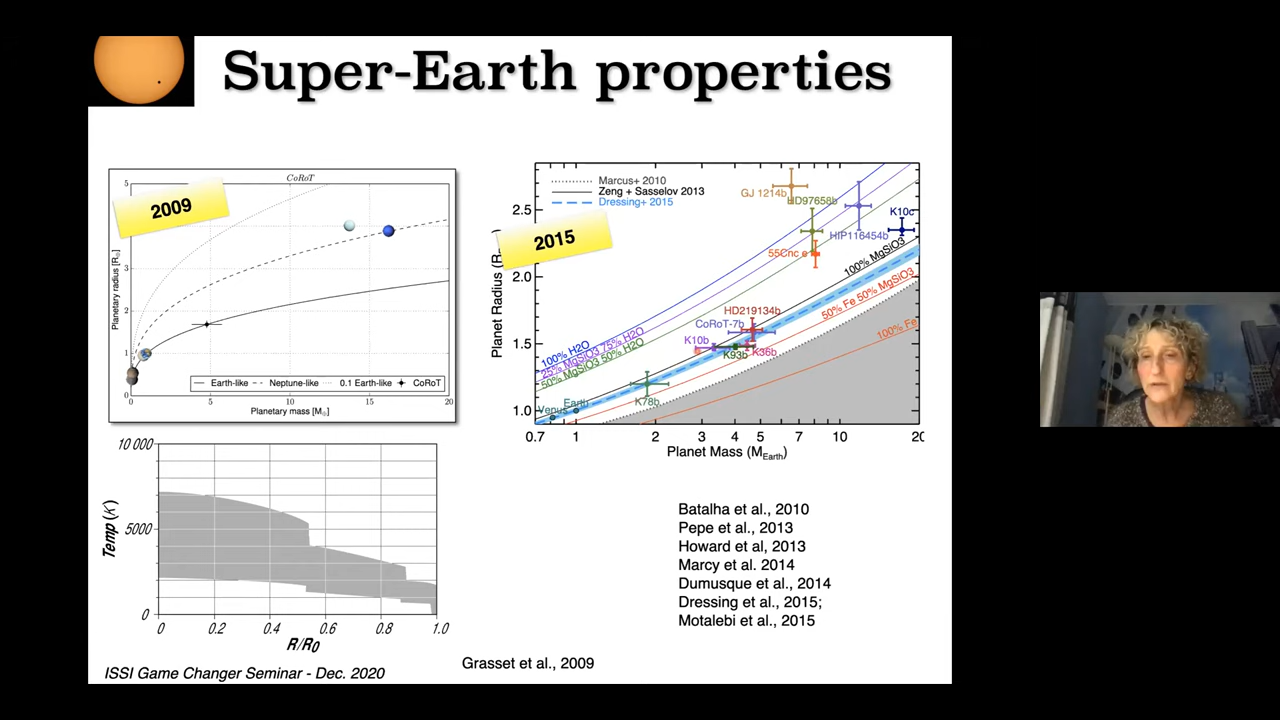 Super-Earth properties
CoRoT
2009
5
4
3
2
1
0
Planetary radius [R⊕]
Earth-like
Neptune-like
0.1 Earth-like
CoRoT
0
5
10
15
20
Planetary mass [M⊕]
Marcus+ 2010
Zeng + Sasselov 2013
Dressing+ 2015
2015
GJ 1214b
HD97658b
K10c
HIP116454b
55Cnc e
100% MgSiO3
HD219134b
CoRoT-7b
50% Fe 50% MgSiO3
K10b
K93b
K36b
100% Fe
100% H2O
25% MgSiO3 75% H2O
50% MgSiO3 50% H2O
Venus
Earth
K78b
2.5
2.0
1.5
1.0
Planet Radius
0.7
1
2
3
4
5
7
10
20
Planet Mass (MEarth)
10 000
5000
0
Temp (K)
0
0.2
0.4
0.6
0.8
1.0
R/R0
Batalha et al., 2010
Pepe et al., 2013
Howard et al, 2013
Marcy et al. 2014
Dumusque et al., 2014
Dressing et al., 2015;
Motalebi et al., 2015
Grasset et al., 2009
ISSI Game Changer Seminar - Dec. 2020